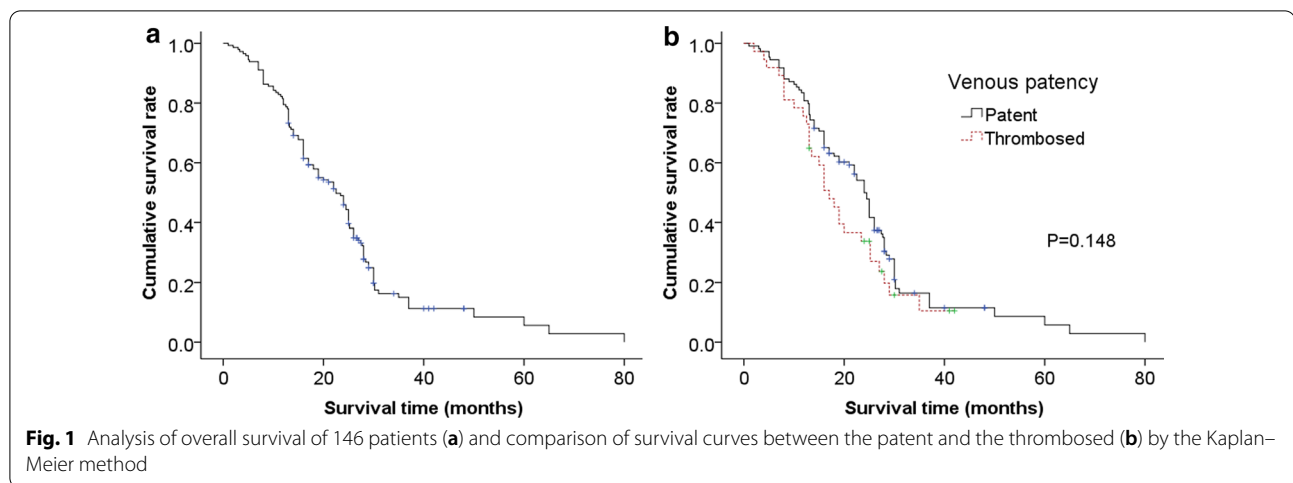 a
1.0
0.8
0.6
0.4
0.2
0.0
Cumulative survival rate
0 20 40 60 80
Survival time (months)
b
1.0
0.8
0.6
0.4
0.2
0.0
Cumulative survival rate
Venous patency
Patent
Thrombosed
P=0.148
0 20 40 60 80
Survival time (months)
Fig. 1 Analysis of overall survival of 146 patients (a) and comparison of survival curves between the patent and the thrombosed (b) by the Kaplan–
Meier method